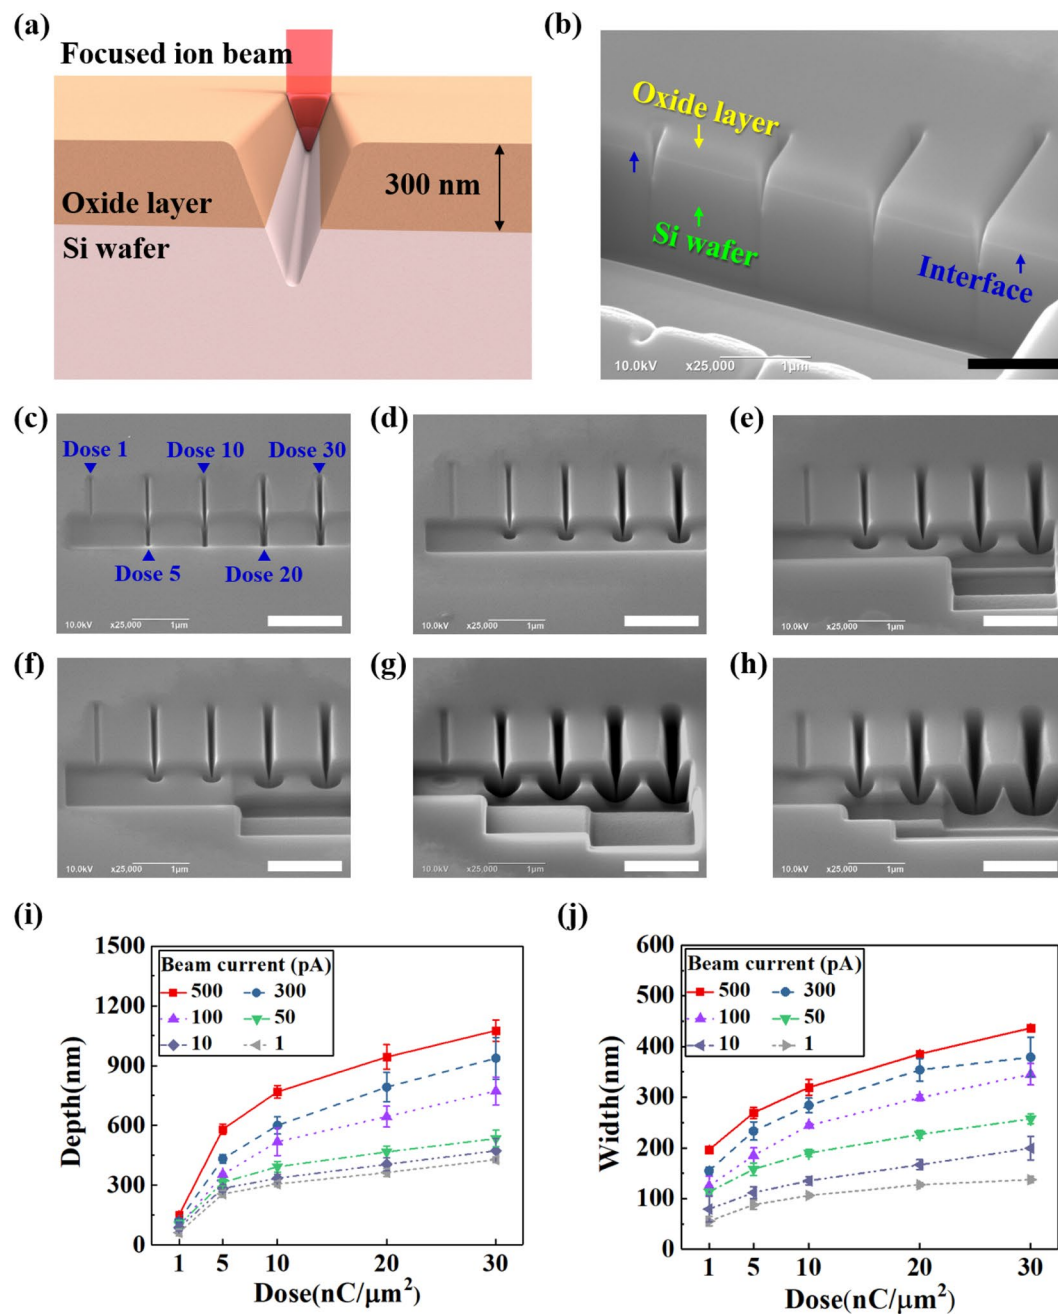 (a)
Focused ion beam
300 nm
Oxide layer
Si wafer
(b)
Oxide layer
Si wafer
Interface
10.0kV x25,000 1μm
(c)
Dose 1 Dose 10 Dose 30
Dose 5 Dose 20
10.0kV x25,000 1μm
(d)
10.0kV x25,000 1μm
(e)
10.0kV x25,000 1μm
(f)
10.0kV x25,000 1μm
(g)
10.0kV x25,000 1μm
(h)
10.0kV x25,000 1μm
(i)
Beam current (pA)
500 300
100 50
10 1
1500
1200
900
600
300
0
Depth(nm)
1 5 10 20 30
Dose(nC/μm²)
(j)
Beam current (pA)
500 300
100 50
10 1
600
500
400
300
200
100
0
Width(nm)
1 5 10 20 30
Dose(nC/μm²)